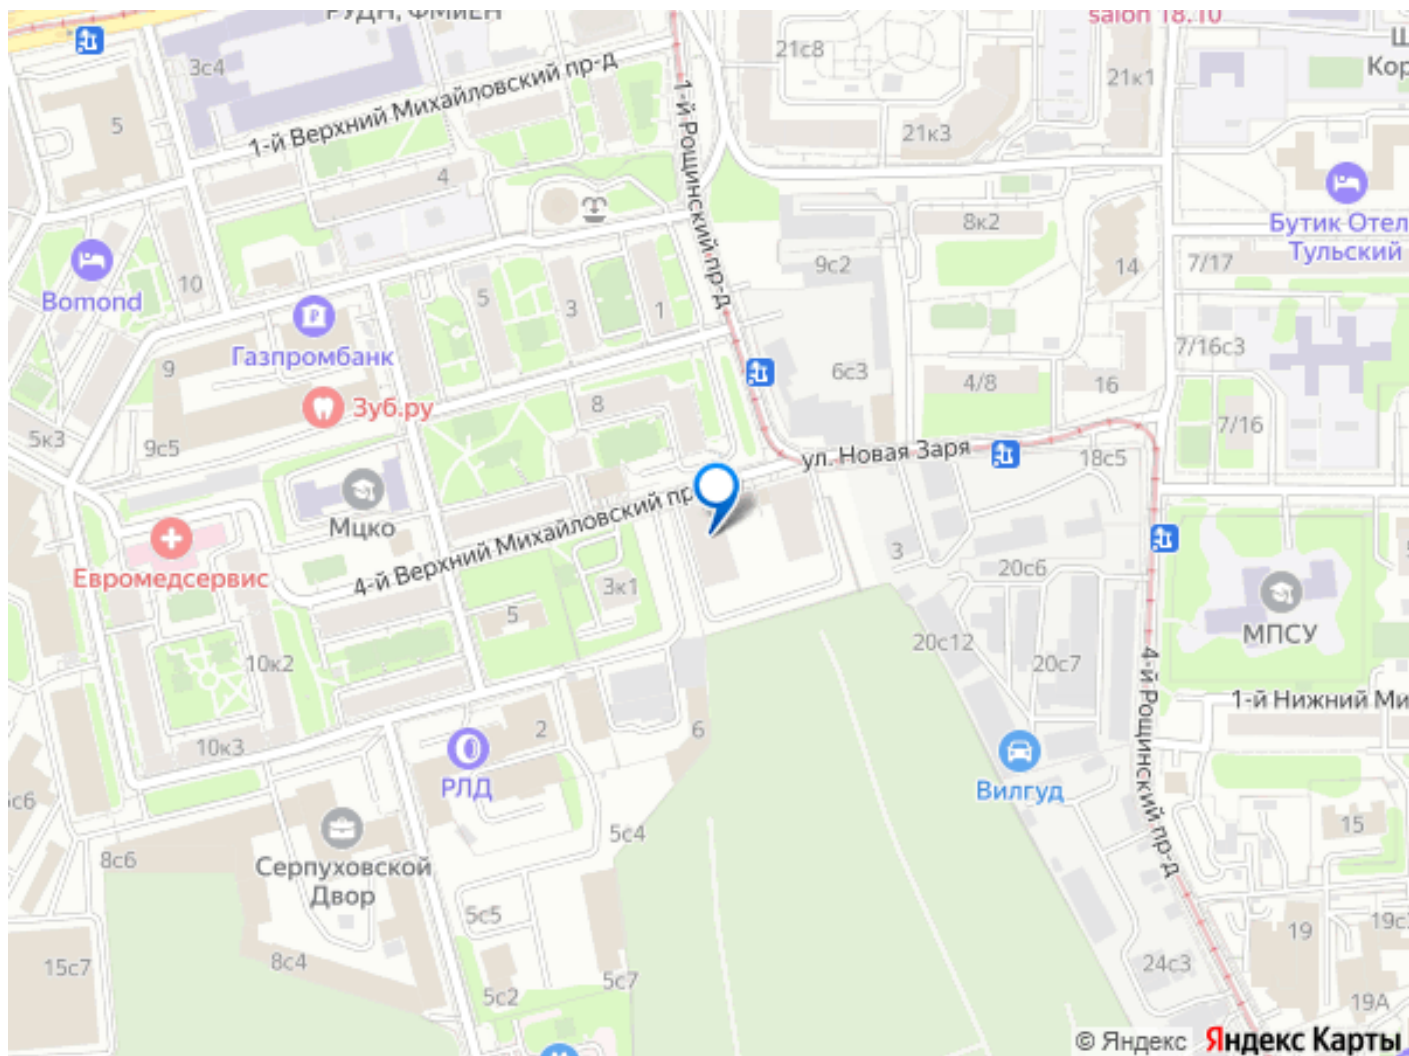 РУДН, ФМиЕН
salon 18.10
3с4
21с8
21к1
Кор
5
1-й Верхний Михайловский пр-д
21к3
4
1-й Рощинский пр-д
8к2
Бутик Отел
Тульский
9с2
14
7/17
Bomond
10
5
3
1
Газпромбанк
7/16с3
9
6с3
4/8
16
Зуб.ру
8
5к3
9с5
7/16
ул. Новая Заря
18с5
Мцко
4-й Верхний Михайловский пр
3
20с6
Евромедсервис
3к1
5
МПСУ
20с12
20с7
10к2
4-й Рощинский пр-д
1-й Нижний Ми
10к3
2
6
РЛД
Вилгуд
с6
15
5с4
8с6
Серпуховской
Двор
5с5
19
19с
15с7
8с4
5с7
24с3
5с2
19А
© Яндекс
Яндекс Карты